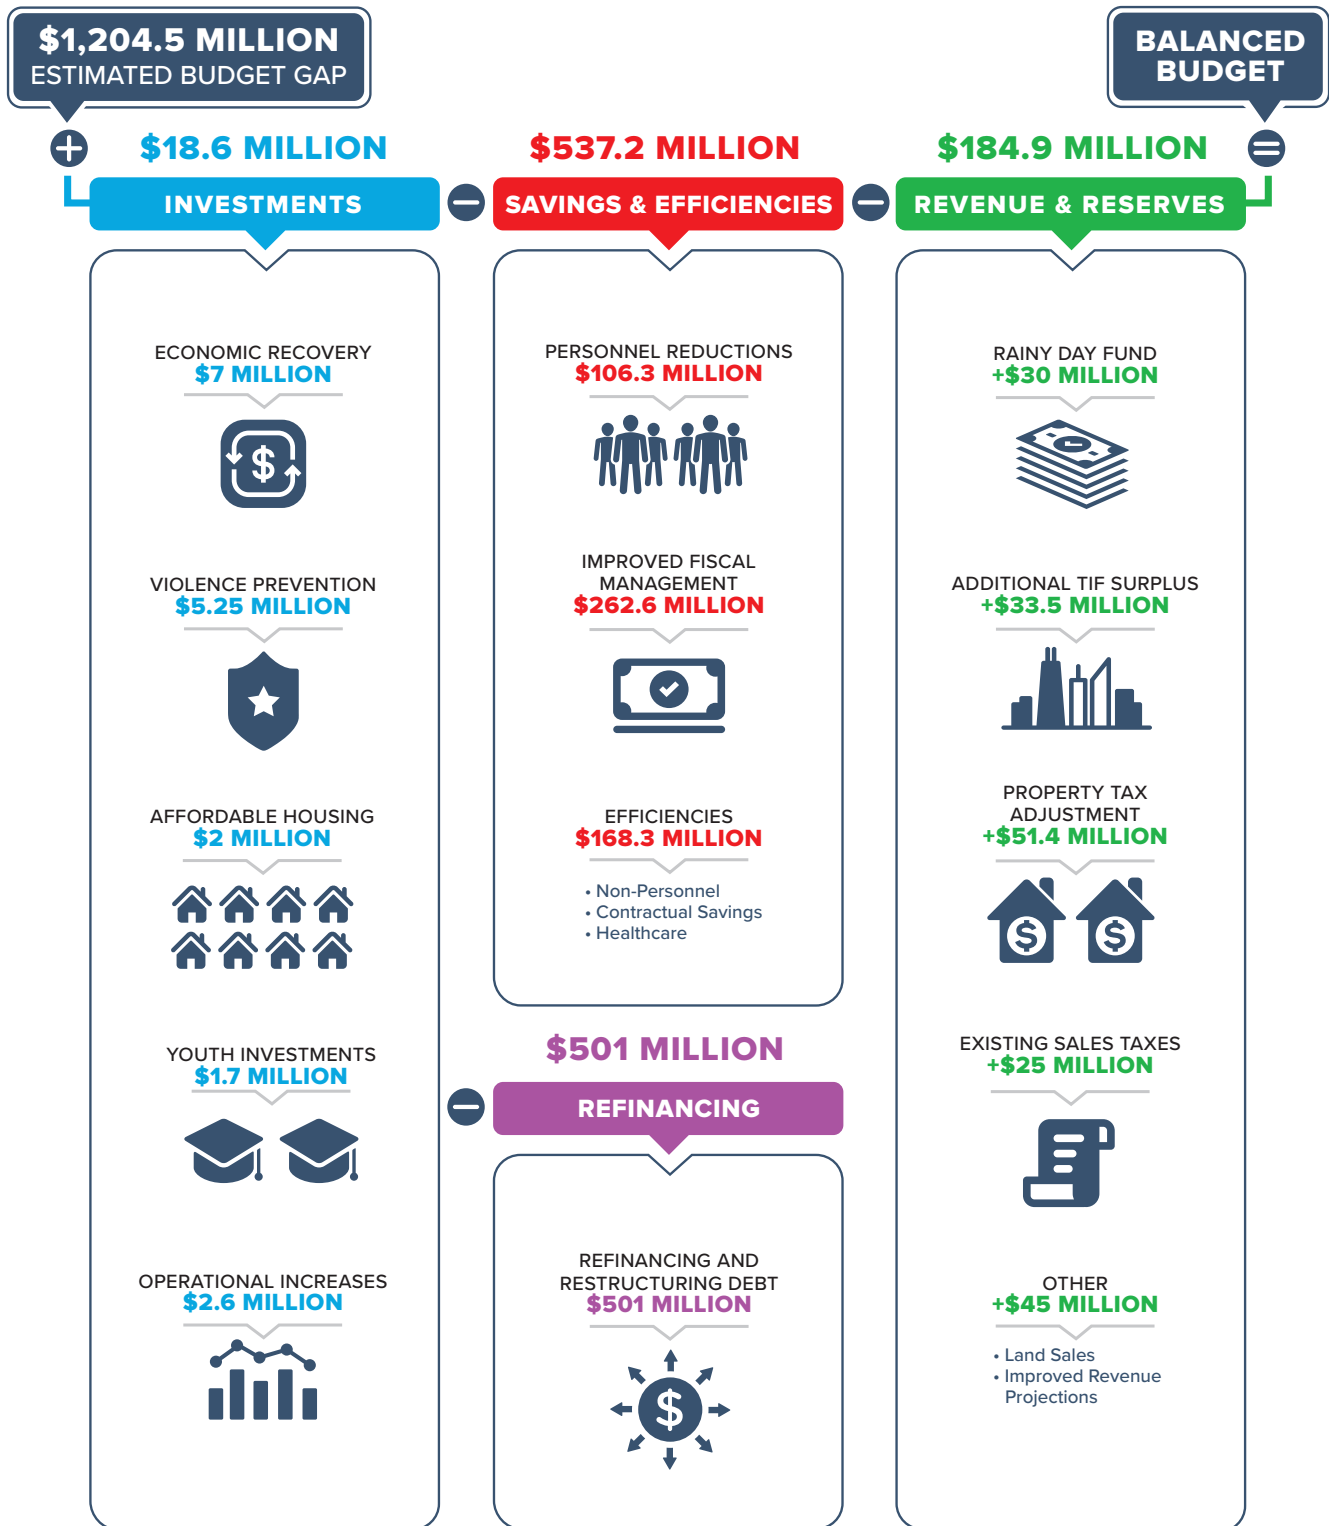 $1,204.5 MILLION
ESTIMATED BUDGET GAP
BALANCED
BUDGET
$18.6 MILLION
INVESTMENTS
ECONOMIC RECOVERY
$7 MILLION
VIOLENCE PREVENTION
$5.25 MILLION
AFFORDABLE HOUSING
$2 MILLION
YOUTH INVESTMENTS
$1.7 MILLION
OPERATIONAL INCREASES
$2.6 MILLION
$537.2 MILLION
SAVINGS & EFFICIENCIES
PERSONNEL REDUCTIONS
$106.3 MILLION
IMPROVED FISCAL
MANAGEMENT
$262.6 MILLION
EFFICIENCIES
$168.3 MILLION
• Non-Personnel
• Contractual Savings
• Healthcare
$501 MILLION
REFINANCING
REFINANCING AND
RESTRUCTURING DEBT
$501 MILLION
$184.9 MILLION
REVENUE & RESERVES
RAINY DAY FUND
+$30 MILLION
ADDITIONAL TIF SURPLUS
+$33.5 MILLION
PROPERTY TAX
ADJUSTMENT
+$51.4 MILLION
EXISTING SALES TAXES
+$25 MILLION
OTHER
+$45 MILLION
• Land Sales
• Improved Revenue
Projections